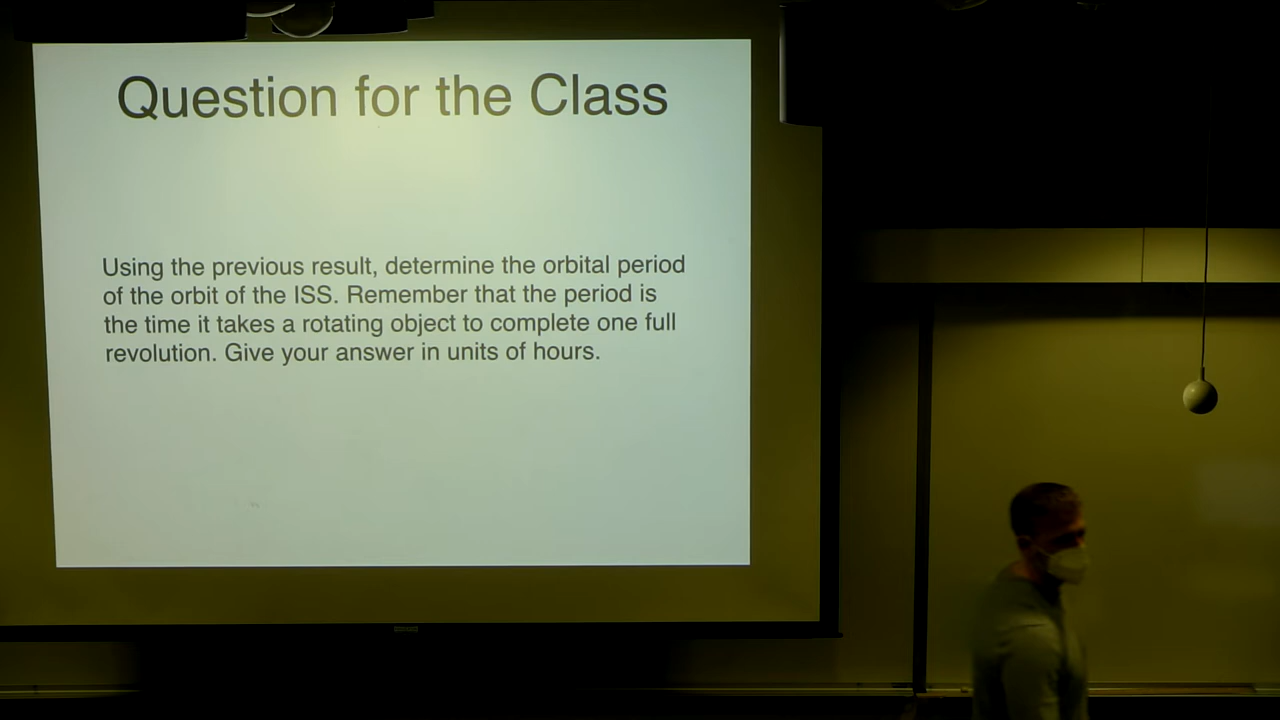 Question for the Class
Using the previous result, determine the orbital period
of the orbit of the ISS. Remember that the period is
the time it takes a rotating object to complete one full
revolution. Give your answer in units of hours.